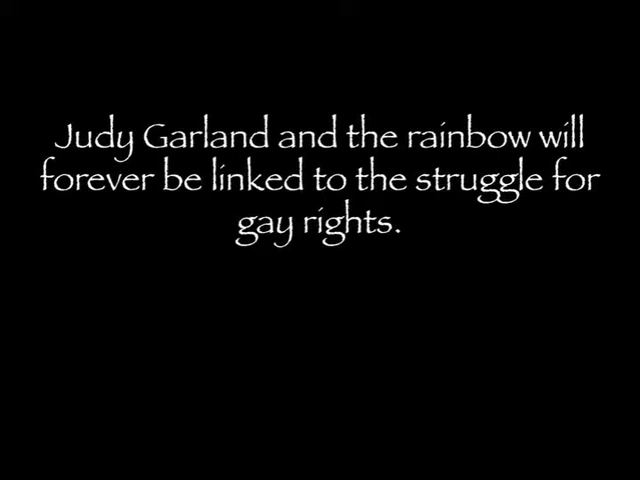 Judy Garland and the rainbow will
forever be linked to the struggle for
gay rights.